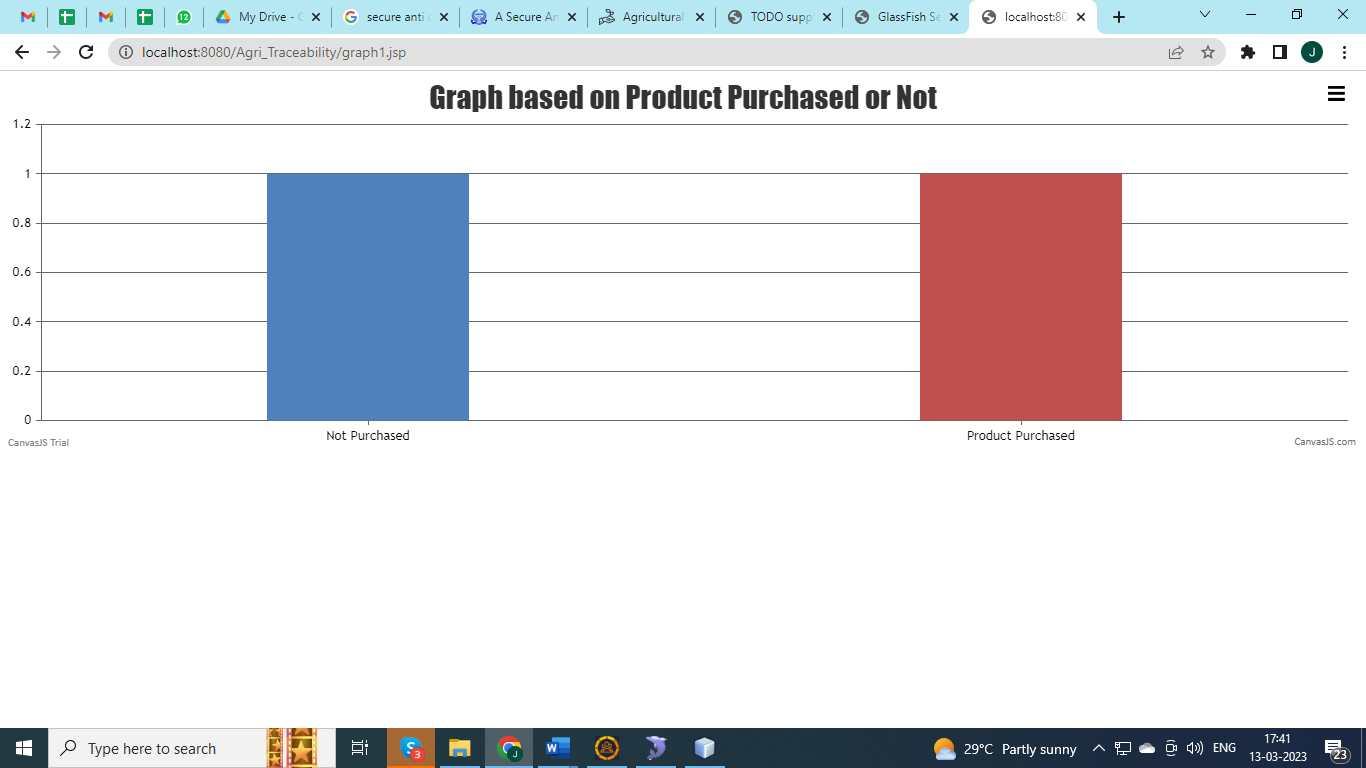 12
My Drive - G
secure anti c
A Secure An
Agricultural
TODO supp
GlassFish Se
localhost:80
localhost:8080/Agri_Traceability/graph1.jsp
J
Graph based on Product Purchased or Not
1.2
1
0.8
0.6
0.4
0.2
0
Not Purchased
Product Purchased
CanvasJS Trial
CanvasJS.com
Type here to search
3
J
29°C Partly sunny
ENG
17:41
13-03-2023
23